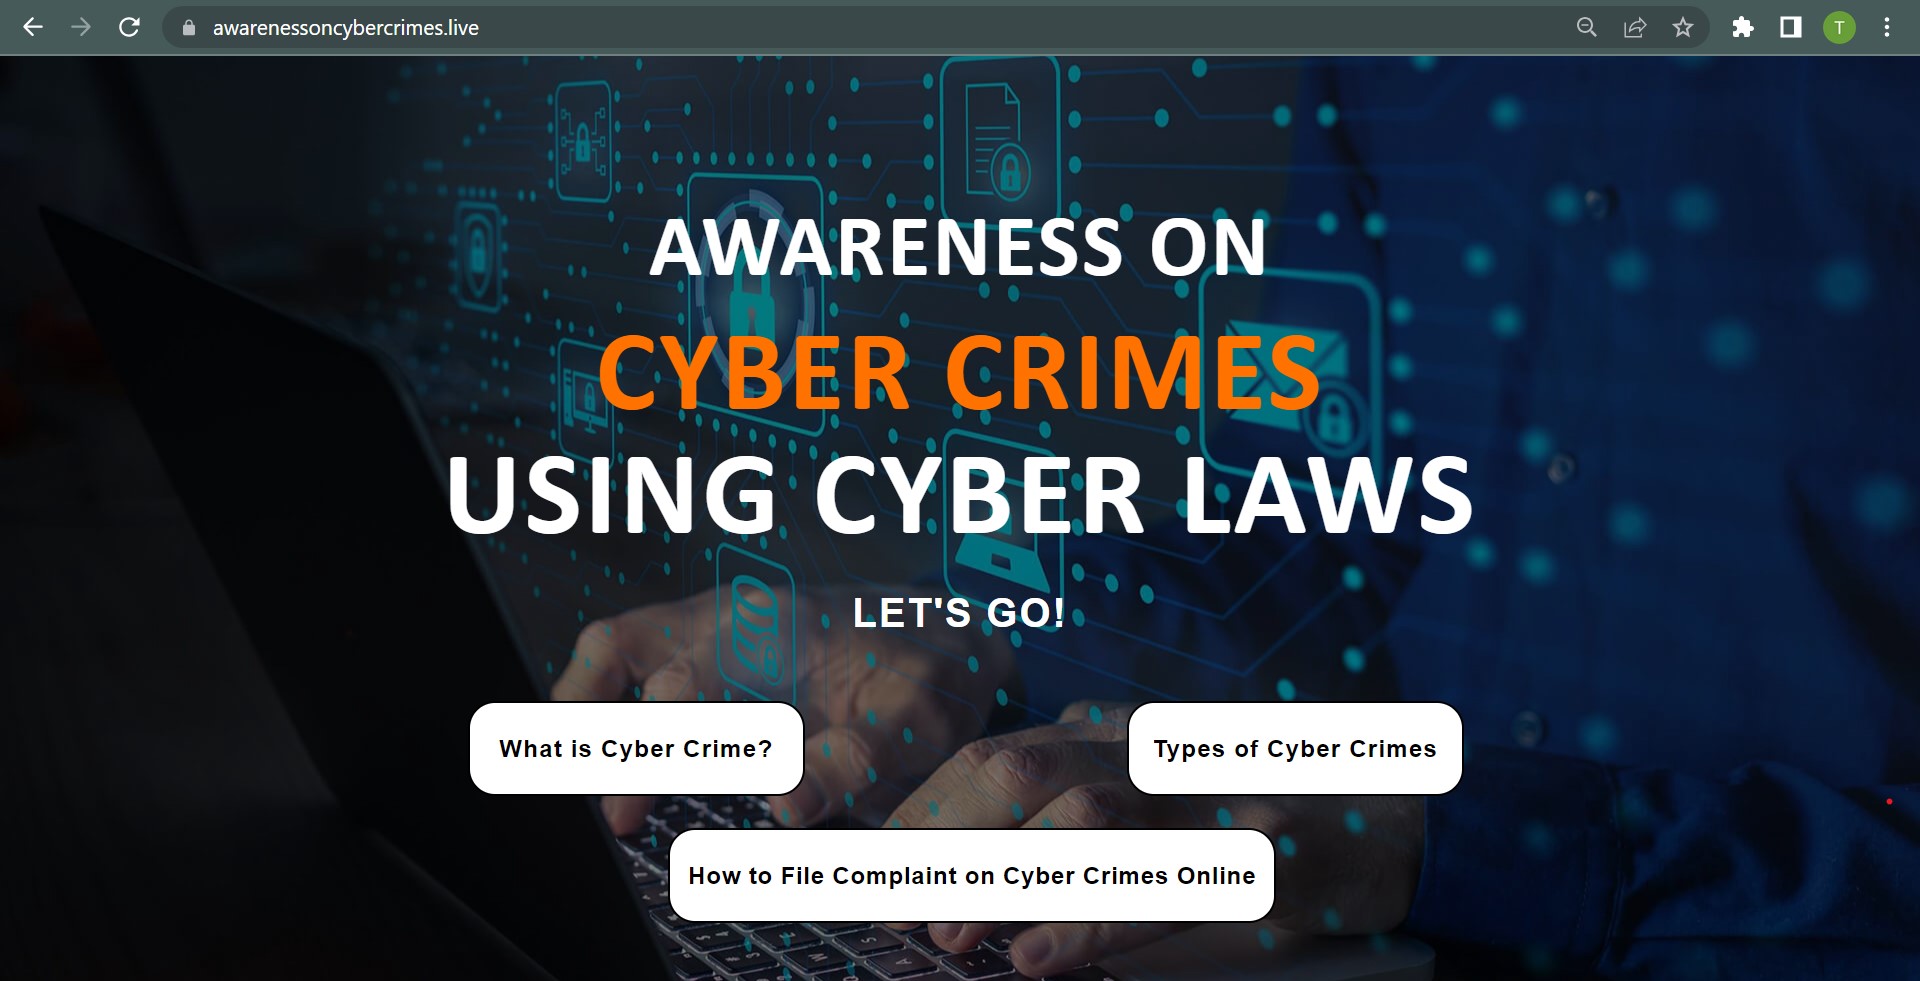 awarenessoncybercrimes.live
T
AWARENESS ON
CYBER CRIMES
USING CYBER LAWS
LET'S GO!
What is Cyber Crime?
Types of Cyber Crimes
How to File Complaint on Cyber Crimes Online